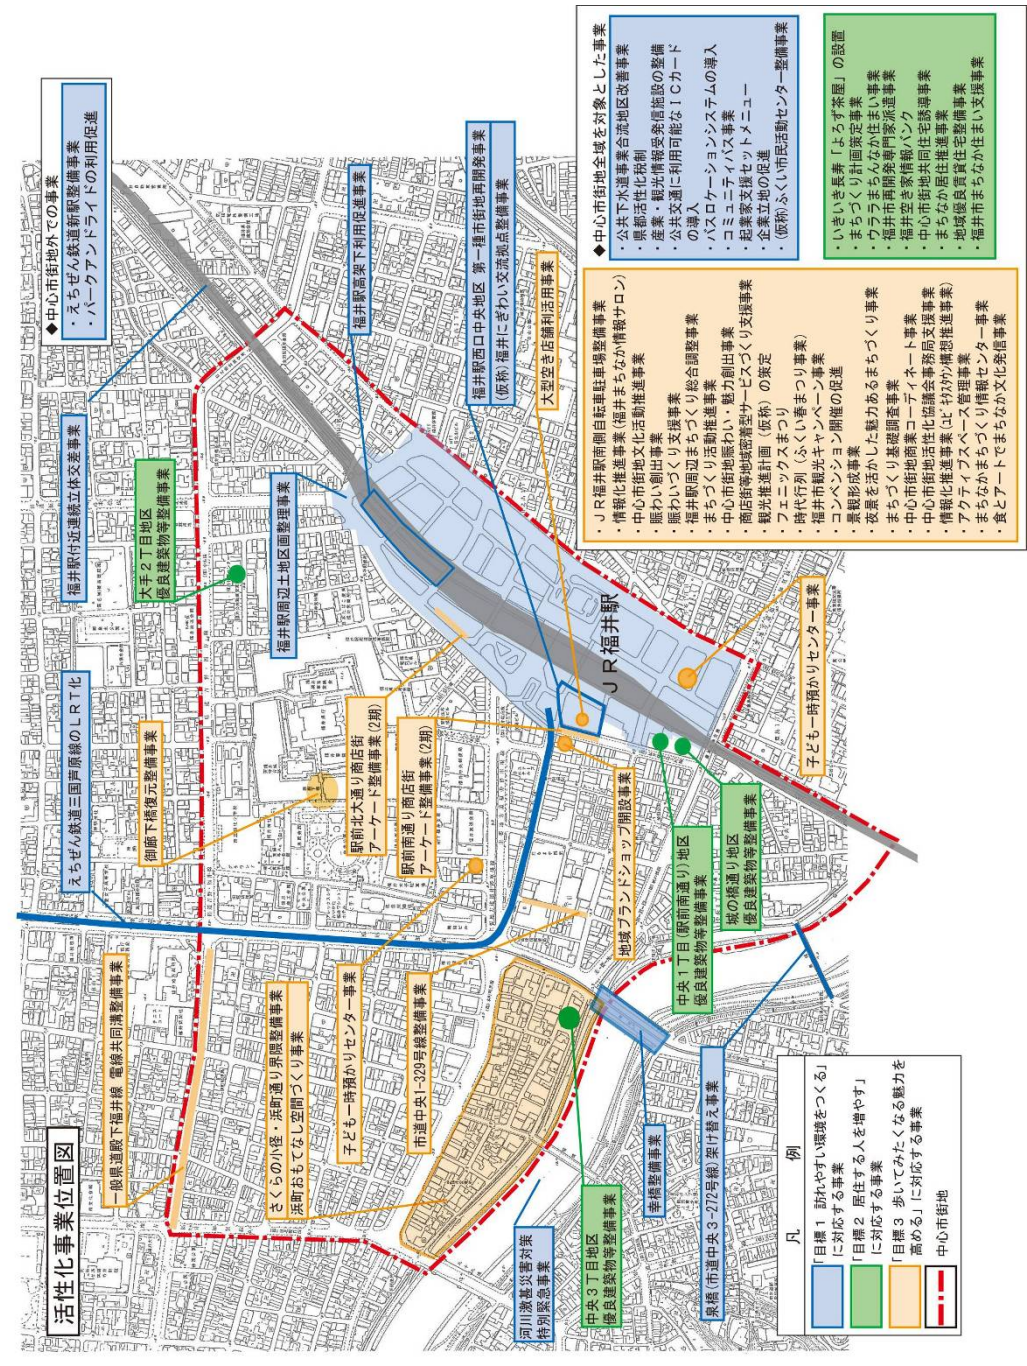 活性化事業位置図
◆中心市街地外での事業
・えちぜん鉄道新駅整備事業
・パークアンドライドの利用促進
福井駅付近連続立体交差事業
大手２丁目地区
優良建築物等整備事業
福井駅周辺土地区画整理事業
えちぜん鉄道三国芦原線のＬＲＴ化
御廊下橋復元整備事業
一般県道殿下福井線 電線共同溝整備事業
さくらの小径・浜町通り界隈整備事業
浜町おもてなし空間づくり事業
子ども一時預かりセンター事業
市道中央1-329号線整備事業
駅前北大通り商店街
アーケード整備事業(2期)
駅前南通り商店街
アーケード整備事業(2期)
福井駅高架下利用促進事業
福井駅西口中央地区 第一種市街地再開発事業
(仮称)福井にぎわい交流拠点整備事業
大型空き店舗利活用事業
ＪＲ福井駅
子ども一時預かりセンター事業
地域ブランドショップ開設事業
中央１丁目(駅前南通り)地区
優良建築物等整備事業
城の橋通り地区
優良建築物等整備事業
河川激甚災害対策
特別緊急事業
中央３丁目地区
優良建築物等整備事業
幸橋整備事業
泉橋(市道中央3-272号線)架け替え事業
◆中心市街地全域を対象とした事業
・公共下水道事業合流地区改善事業
・県都活性化税制
・産業・観光情報受発信施設の整備
・公共交通に利用可能なＩＣカード
の導入
・バスロケーションシステムの導入
・コミュニティバス事業
・起業家支援セットメニュー
・企業立地の促進
・(仮称)ふくい市民活動センター整備事業
・いきいき長寿「よろず茶屋」の設置
・まちづくり計画策定事業
・ウララまちんなか住まい事業
・福井市再開発専門家派遣事業
・福井空き家情報バンク
・中心市街地共同住宅誘導事業
・まちなか居住推進事業
・地域優良賃貸住宅整備事業
・福井市まちなか住まい支援事業
・ＪＲ福井駅南側自転車駐車場整備事業
・情報化推進事業(福井まちなか情報サロン)
・中心市街地文化活動推進事業
・賑わい創出事業
・賑わいづくり支援事業
・福井駅周辺まちづくり総合調整事業
・まちづくり活動推進事業
・中心市街地賑わい・魅力創出事業
・商店街等地域密着型サービスづくり支援事業
・観光推進計画（仮称）の策定
・フェニックスまつり
・時代行列（ふくい春まつり事業）
・福井市観光キャンペーン事業
・コンベンション開催の促進
・景観形成事業
・夜景を活かした魅力あるまちづくり事業
・まちづくり基礎調査事業
・中心市街地商業コーディネート事業
・中心市街地活性化協議会事務局支援事業
・情報化推進事業(ユビキタスタウン構想推進事業)
・アクティブスペース管理事業
・まちなかまちづくり情報センター事業
・食とアートでまちなか文化発信事業
凡　例
「目標１ 訪れやすい環境をつくる」
に対応する事業
「目標２ 居住する人を増やす」
に対応する事業
「目標３ 歩いてみたくなる魅力を
高める」に対応する事業
中心市街地